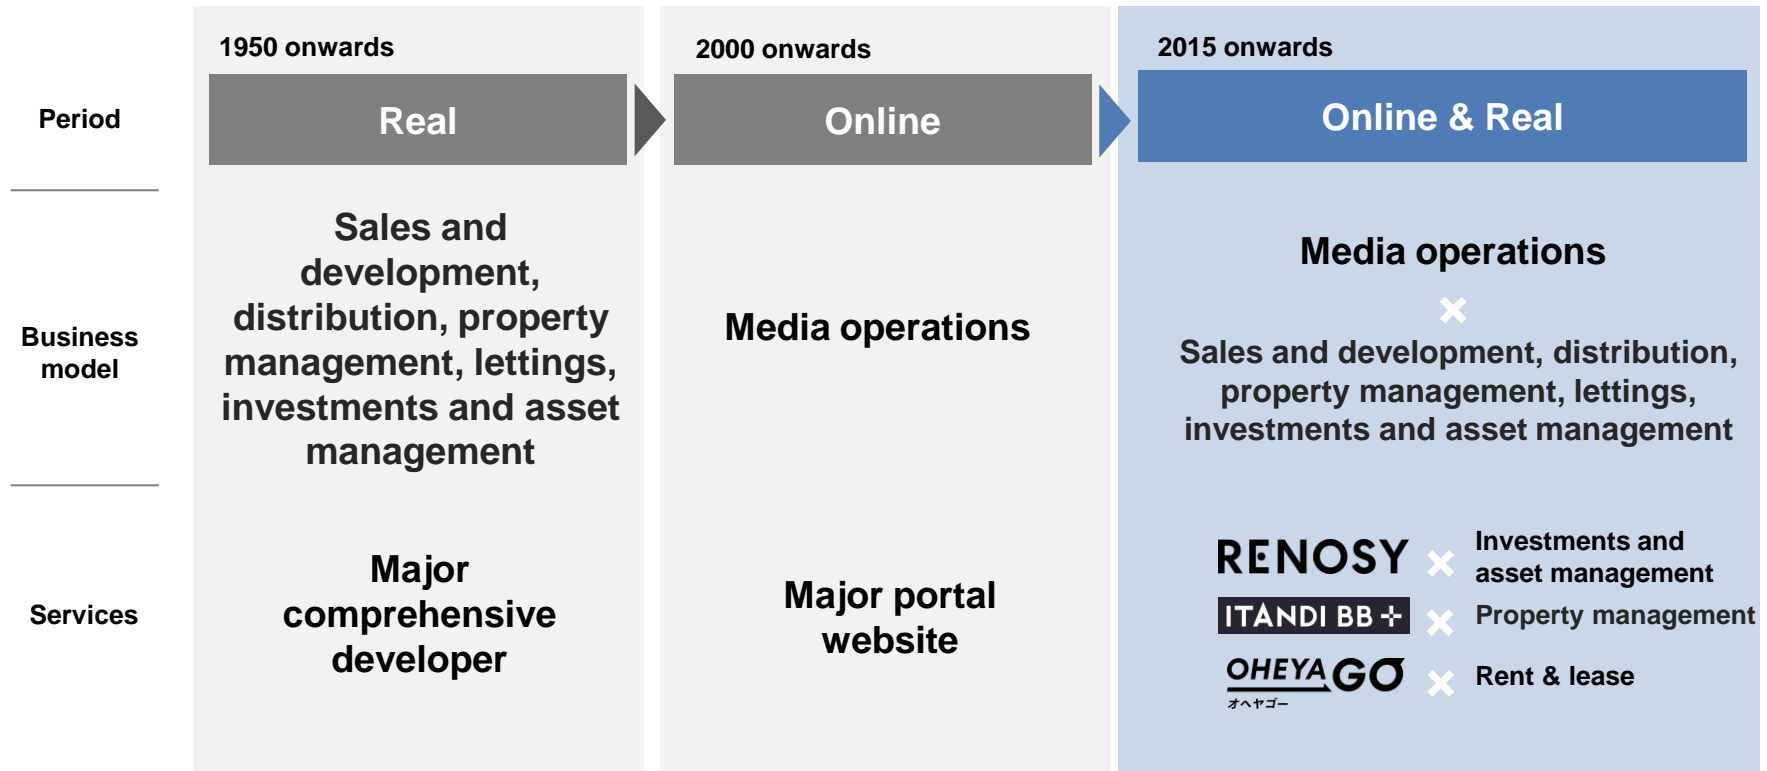 1950 onwards
2000 onwards
2015 onwards
Period
Real
Online
Online & Real
Business
model
Sales and
development,
distribution, property
management, lettings,
investments and asset
management
Media operations
Media operations
×
Sales and development, distribution,
property management, lettings,
investments and asset management
Services
Major
comprehensive
developer
Major portal
website
RENOSY × Investments and
asset management
ITANDI BB + × Property management
OHEYAGO × Rent & lease
オヘヤゴー